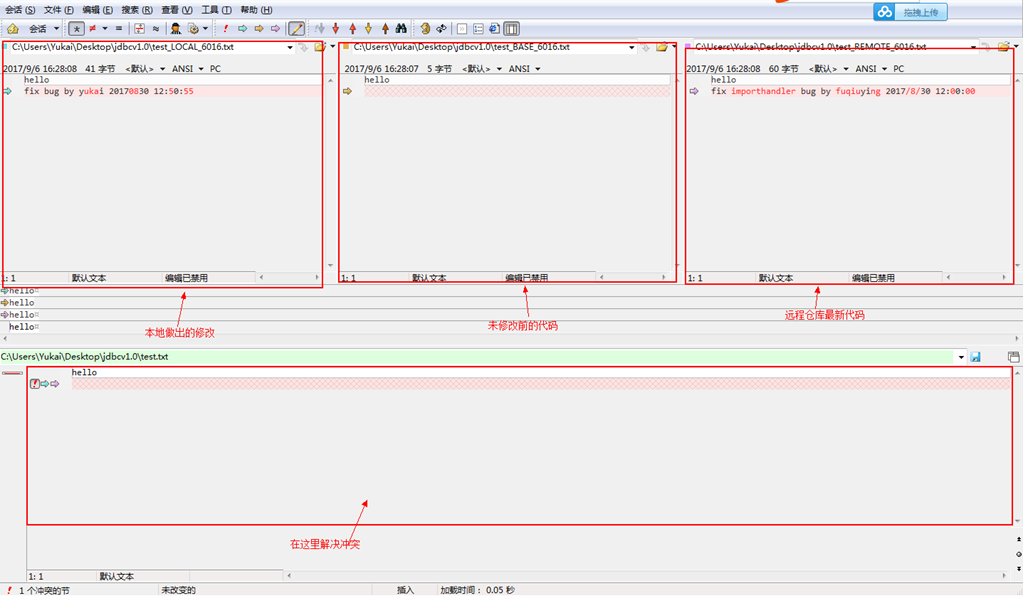 会话 (S) 文件 (F) 编辑 (E) 搜索 (R) 查看 (V) 工具 (T) 帮助 (H)
拖拽上传
会话
C:\Users\Yukai\Desktop\jdbcv1.0\test_LOCAL_6016.txt
C:\Users\Yukai\Desktop\jdbcv1.0\test_BASE_6016.txt
C:\Users\Yukai\Desktop\jdbcv1.0\test_REMOTE_6016.txt
2017/9/6 16:28:08 41 字节 <默认> ANSI PC
2017/9/6 16:28:07 5 字节 <默认> ANSI
2017/9/6 16:28:08 60 字节 <默认> ANSI PC
hello
fix bug by yukai 20170830 12:50:55
hello
hello
fix importhandler bug by fuqiuying 2017/8/30 12:00:00
1: 1 默认文本 编辑已禁用
1: 1 默认文本 编辑已禁用
1: 1 默认文本 编辑已禁用
hello¤
hello
hello¤
hello¤
本地做出的修改
未修改前的代码
远程仓库最新代码
C:\Users\Yukai\Desktop\jdbcv1.0\test.txt
hello
在这里解决冲突
1: 1 默认文本
1 个冲突的节 未改变的 插入 加载时间： 0.05 秒